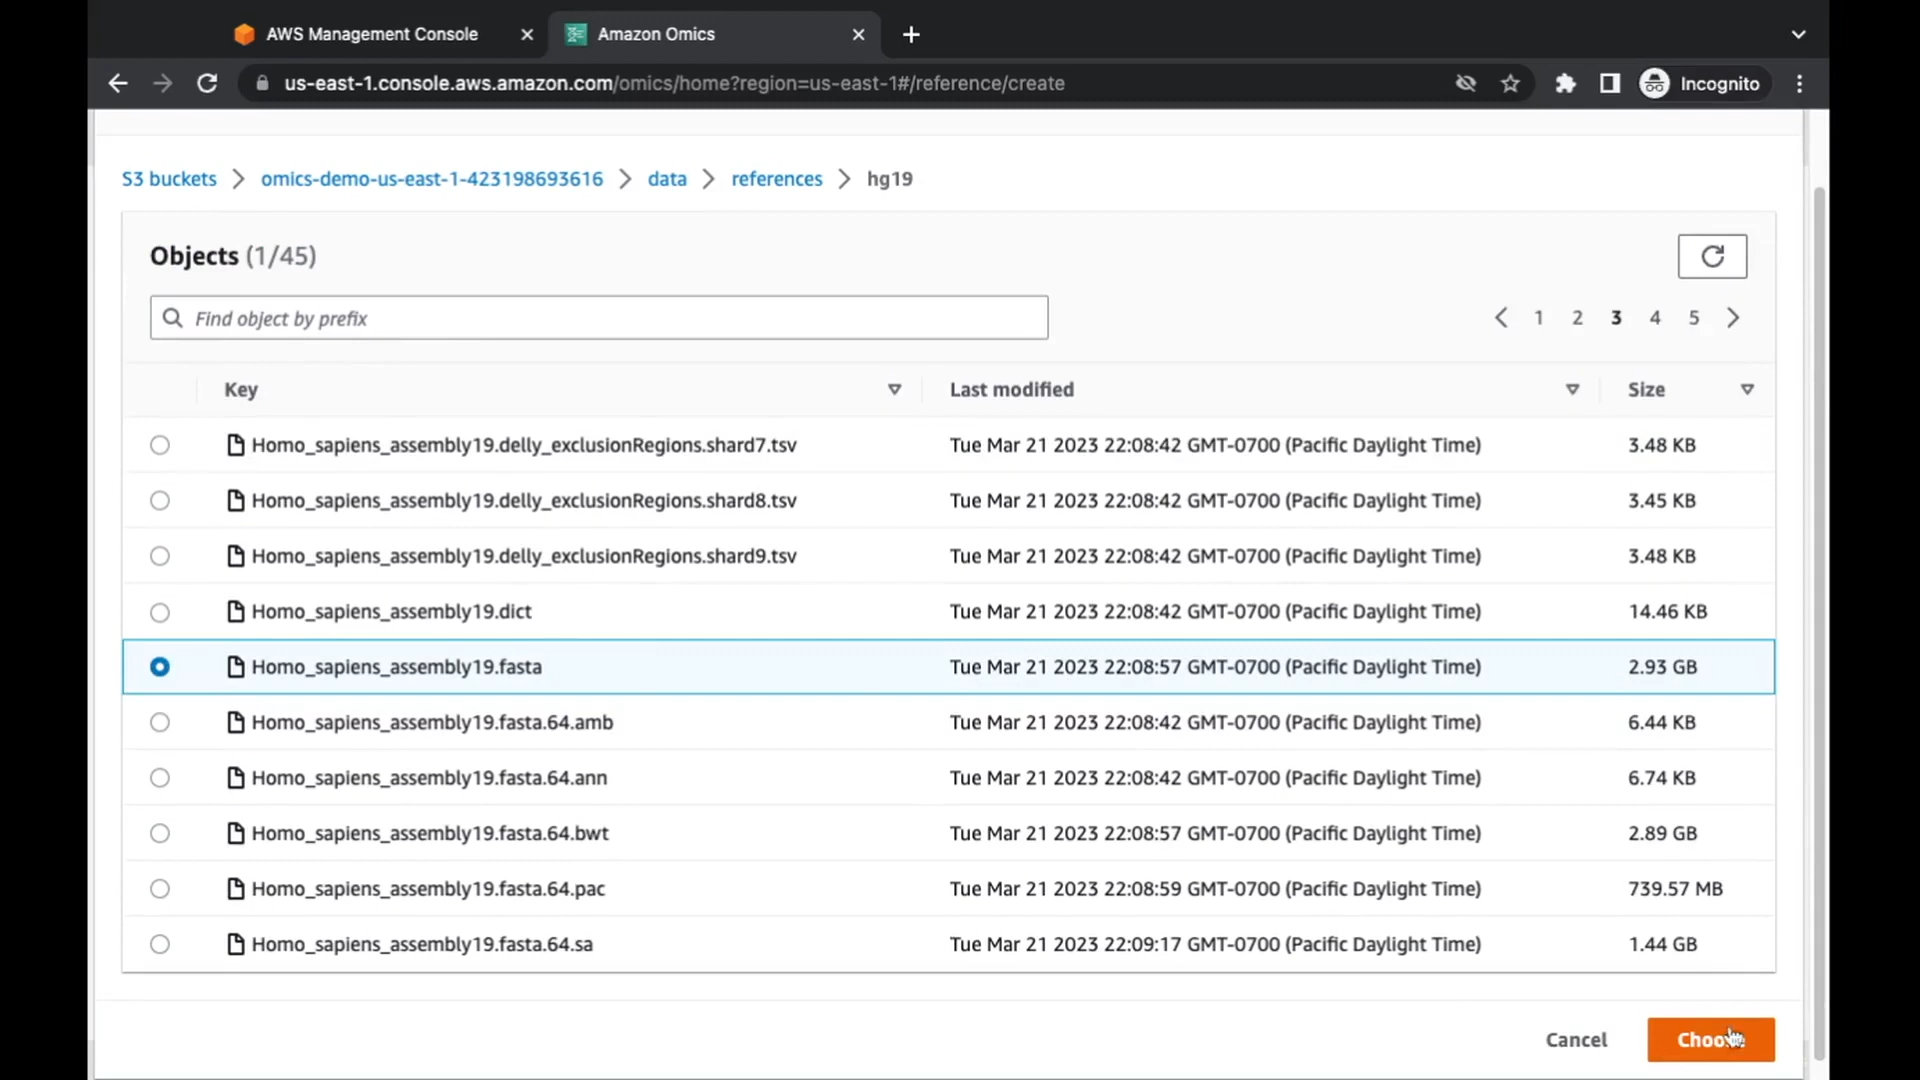 AWS Management Console
Amazon Omics
us-east-1.console.aws.amazon.com/omics/home?region=us-east-1#/reference/create
Incognito
S3 buckets > omics-demo-us-east-1-423198693616 > data > references > hg19
Objects (1/45)
Find object by prefix
1 2 3 4 5
Key Last modified Size
Homo_sapiens_assembly19.delly_exclusionRegions.shard7.tsv Tue Mar 21 2023 22:08:42 GMT-0700 (Pacific Daylight Time) 3.48 KB
Homo_sapiens_assembly19.delly_exclusionRegions.shard8.tsv Tue Mar 21 2023 22:08:42 GMT-0700 (Pacific Daylight Time) 3.45 KB
Homo_sapiens_assembly19.delly_exclusionRegions.shard9.tsv Tue Mar 21 2023 22:08:42 GMT-0700 (Pacific Daylight Time) 3.48 KB
Homo_sapiens_assembly19.dict Tue Mar 21 2023 22:08:42 GMT-0700 (Pacific Daylight Time) 14.46 KB
Homo_sapiens_assembly19.fasta Tue Mar 21 2023 22:08:57 GMT-0700 (Pacific Daylight Time) 2.93 GB
Homo_sapiens_assembly19.fasta.64.amb Tue Mar 21 2023 22:08:42 GMT-0700 (Pacific Daylight Time) 6.44 KB
Homo_sapiens_assembly19.fasta.64.ann Tue Mar 21 2023 22:08:42 GMT-0700 (Pacific Daylight Time) 6.74 KB
Homo_sapiens_assembly19.fasta.64.bwt Tue Mar 21 2023 22:08:57 GMT-0700 (Pacific Daylight Time) 2.89 GB
Homo_sapiens_assembly19.fasta.64.pac Tue Mar 21 2023 22:08:59 GMT-0700 (Pacific Daylight Time) 739.57 MB
Homo_sapiens_assembly19.fasta.64.sa Tue Mar 21 2023 22:09:17 GMT-0700 (Pacific Daylight Time) 1.44 GB
Cancel Choose